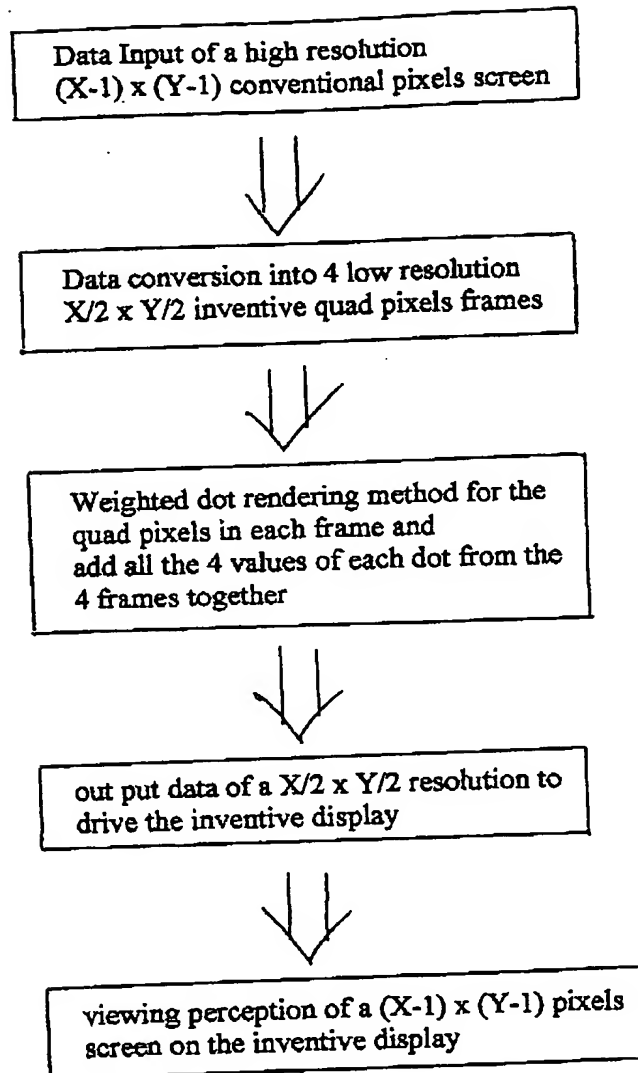 Data Input of a high resolution
(X-1) x (Y-1) conventional pixels screen
Data conversion into 4 low resolution
X/2 x Y/2 inventive quad pixels frames
Weighted dot rendering method for the
quad pixels in each frame and
add all the 4 values of each dot from the
4 frames together
out put data of a X/2 x Y/2 resolution to
drive the inventive display
viewing perception of a (X-1) x (Y-1) pixels
screen on the inventive display